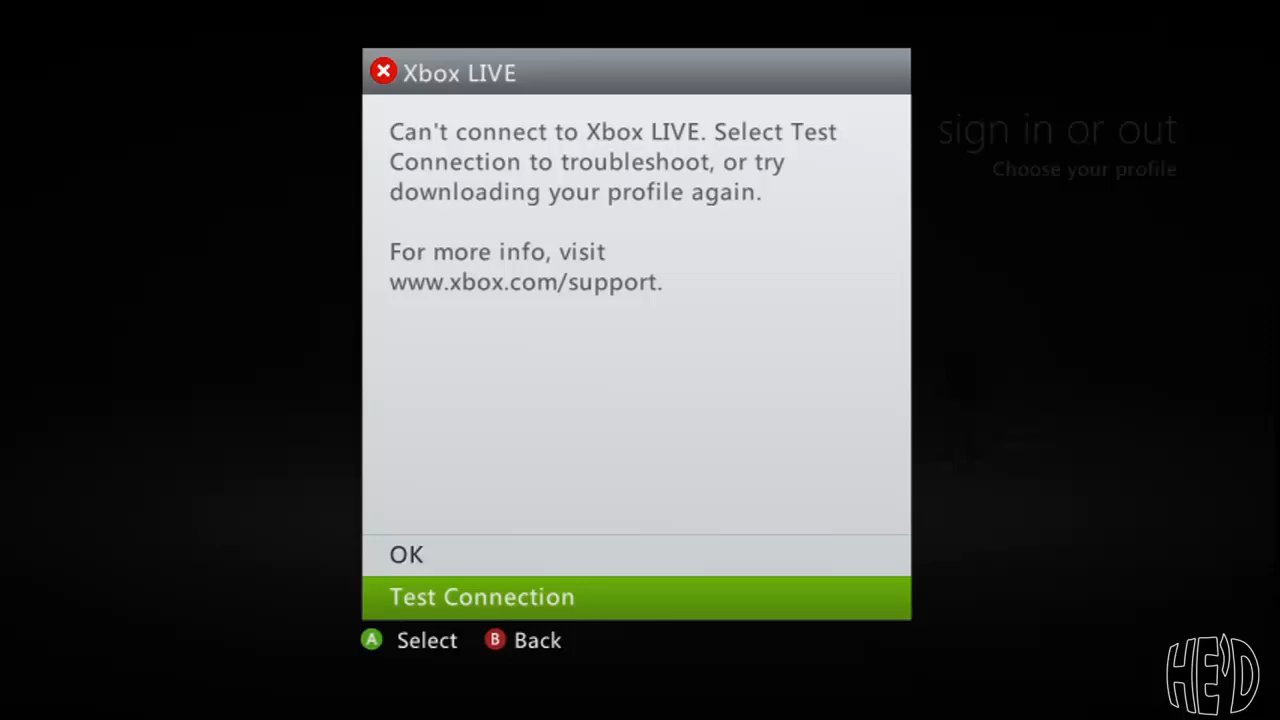 Xbox LIVE
Can't connect to Xbox LIVE. Select Test
Connection to troubleshoot, or try
downloading your profile again.
For more info, visit
www.xbox.com/support.
sign in or out
Choose your profile
OK
Test Connection
A Select B Back
HE'D